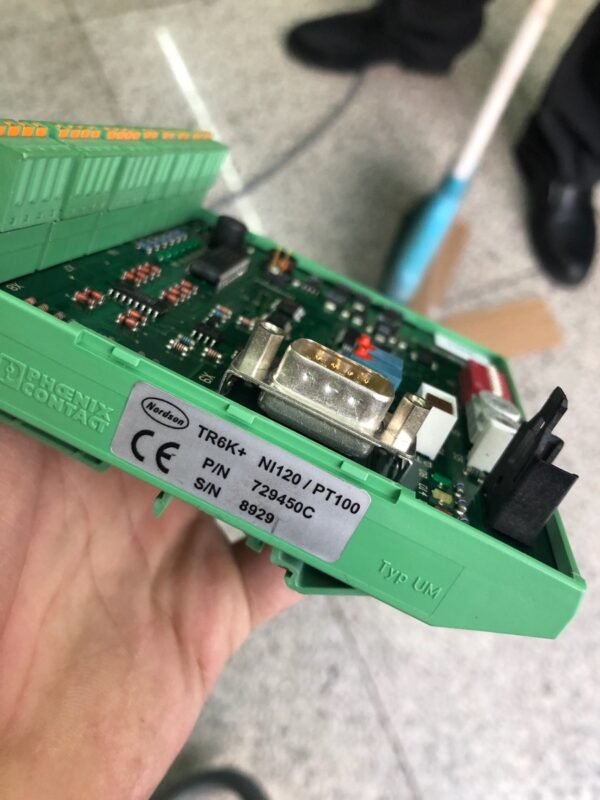 PHŒNIX
CONTACT
Nordson
TR6K+ NI120 / PT100
P/N 729450C
S/N 8929
CE
Typ UM